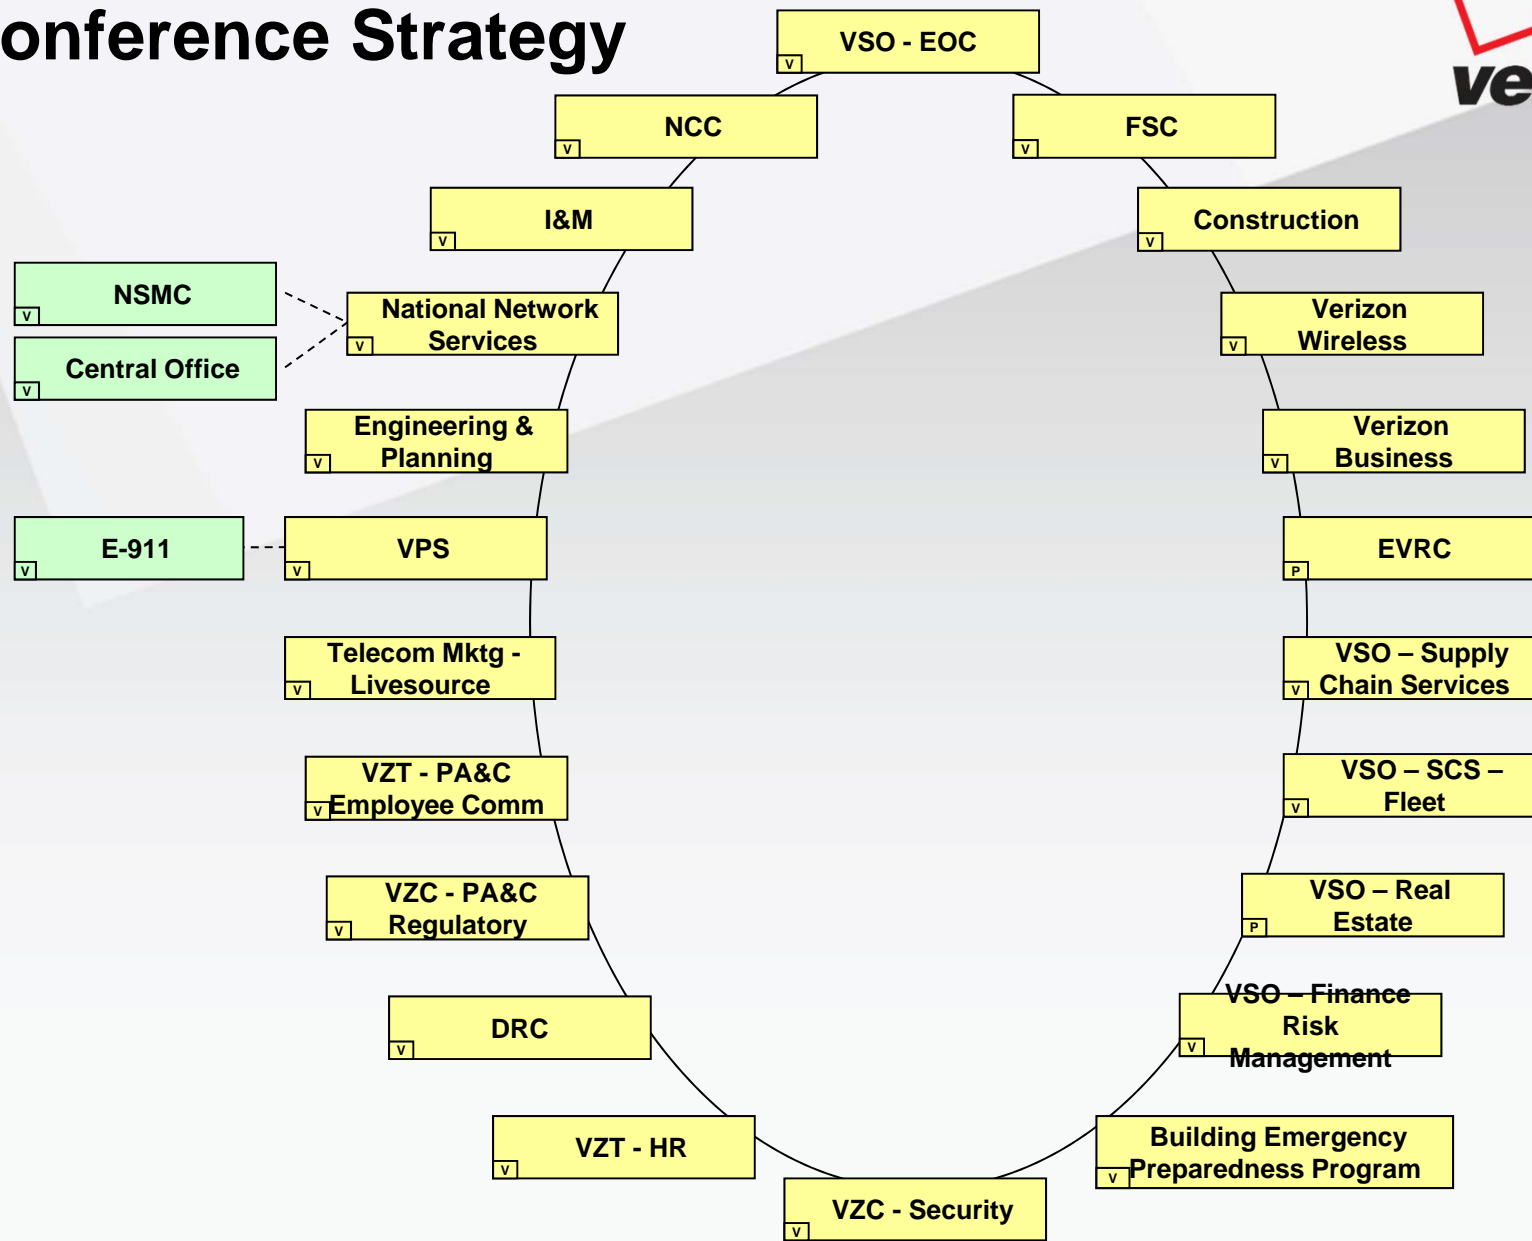 onference Strategy
ve
VSO - EOC
V
NCC
V
FSC
V
I&M
V
Construction
V
NSMC
V
National Network
Services
V
Verizon
Wireless
V
Central Office
V
Engineering &
Planning
V
Verizon
Business
V
E-911
V
VPS
V
EVRC
P
Telecom Mktg -
Livesource
V
VSO – Supply
Chain Services
V
VZT - PA&C
Employee Comm
V
VSO – SCS –
Fleet
V
VZC - PA&C
Regulatory
V
VSO – Real
Estate
P
DRC
V
VSO – Finance
Risk
Management
V
VZT - HR
V
Building Emergency
Preparedness Program
V
VZC - Security
V